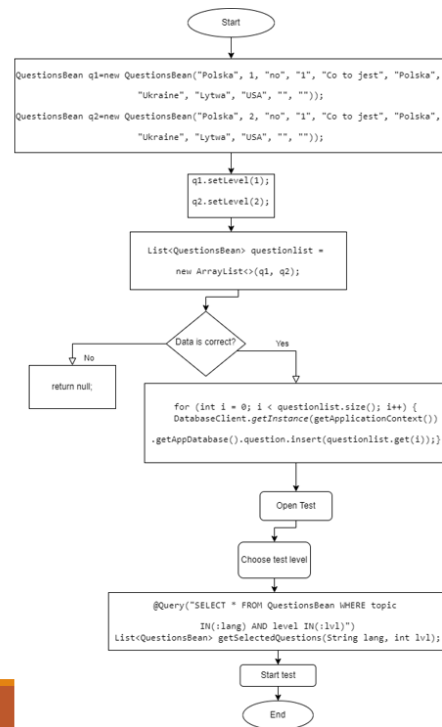 Start
QuestionsBean q1=new QuestionsBean("Polska", 1, "no", "1", "Co to jest", "Polska",
"Ukraine", "Lytwa", "USA", "", ""));
QuestionsBean q2=new QuestionsBean("Polska", 2, "no", "1", "Co to jest", "Polska",
"Ukraine", "Lytwa", "USA", "", ""));
q1.setLevel(1);
q2.setLevel(2);
List<QuestionsBean> questionlist =
new ArrayList<>(q1, q2);
Data is correct?
No
Yes
return null;
for (int i = 0; i < questionlist.size(); i++) {
DatabaseClient.getInstance(getApplicationContext())
.getAppDatabase().question.insert(questionlist.get(i));}
Open Test
Choose test level
@Query("SELECT * FROM QuestionsBean WHERE topic
IN(:lang) AND level IN(:lvl)")
List<QuestionsBean> getSelectedQuestions(String lang, int lvl);
Start test
End